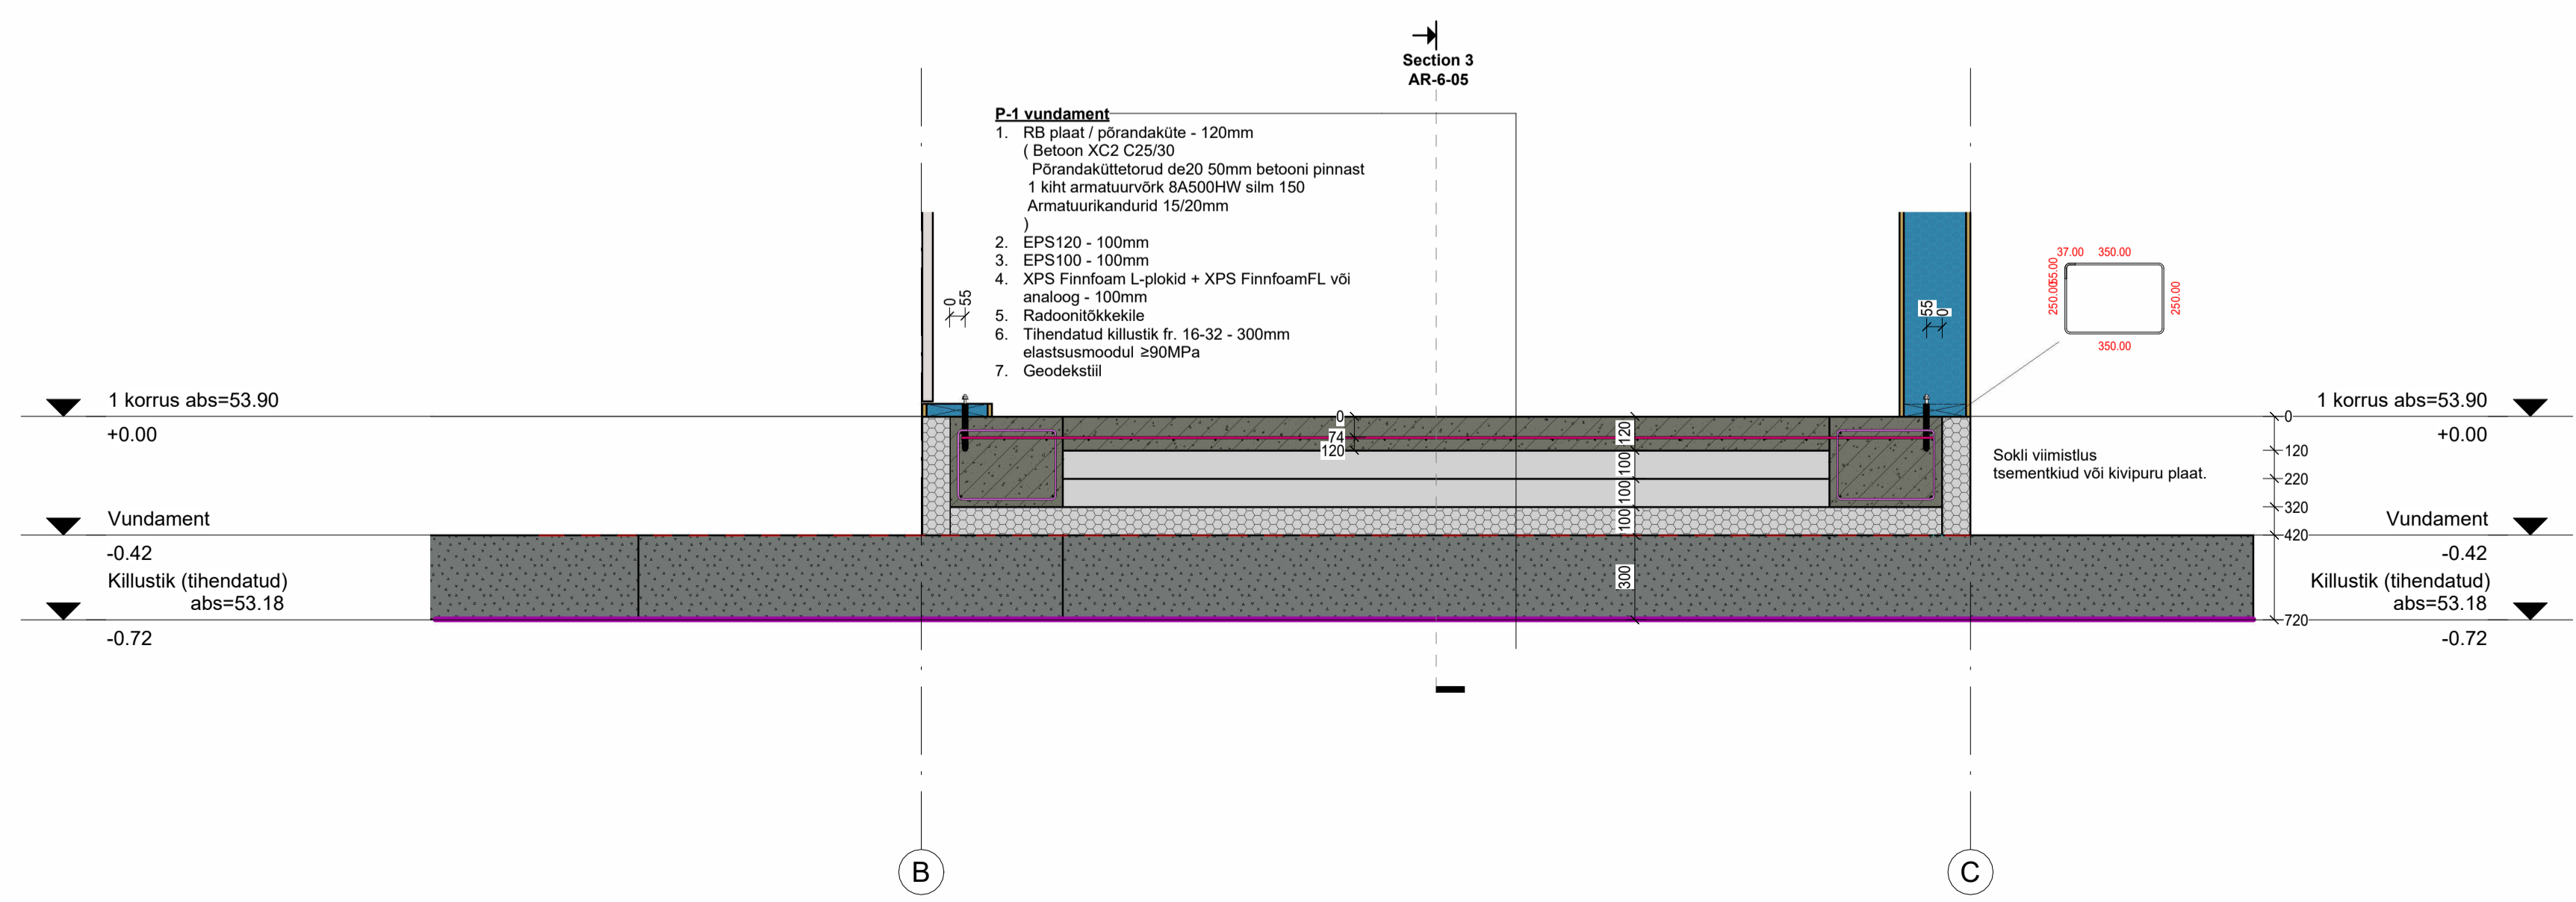 Section 3
AR-6-05
P-1 vundament
1. RB plaat / põrandaküte - 120mm
( Betoon XC2 C25/30
Põrandaküttetorud de20 50mm betooni pinnast
1 kiht armatuurvõrk 8A500HW silm 150
Armatuurikandurid 15/20mm
)
2. EPS120 - 100mm
3. EPS100 - 100mm
4. XPS Finnfoam L-plokid + XPS FinnfoamFL või
analoog - 100mm
5. Radoonitõkkekile
6. Tihendatud killustik fr. 16-32 - 300mm
elastsusmoodul ≥90MPa
7. Geodekstiil
0
55
55
0
37.00 350.00
55.00
250.00
250.00
350.00
1 korrus abs=53.90
+0.00
Vundament
-0.42
Killustik (tihendatud)
abs=53.18
-0.72
0
74
120
120
100
100
100
300
Sokli viimistlus
tsementkiud või kivipuru plaat.
0
120
220
320
420
720
1 korrus abs=53.90
+0.00
Vundament
-0.42
Killustik (tihendatud)
abs=53.18
-0.72
B
C